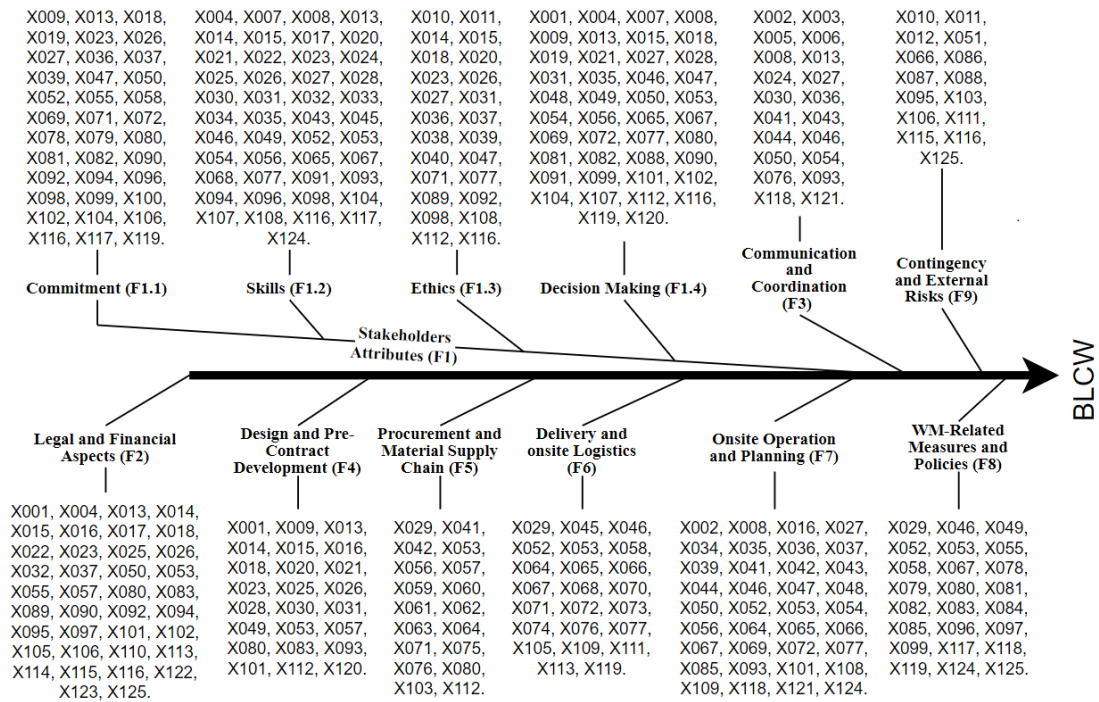 X009, X013, X018,
X019, X023, X026,
X027, X036, X037,
X039, X047, X050,
X052, X055, X058,
X069, X071, X072,
X078, X079, X080,
X081, X082, X090,
X092, X094, X096,
X098, X099, X100,
X102, X104, X106,
X116, X117, X119.
Commitment (F1.1)
X004, X007, X008, X013,
X014, X015, X017, X020,
X021, X022, X023, X024,
X025, X026, X027, X028,
X030, X031, X032, X033,
X034, X035, X043, X045,
X046, X049, X052, X053,
X054, X056, X065, X067,
X068, X077, X091, X093,
X094, X096, X098, X104,
X107, X108, X116, X117,
X124.
Skills (F1.2)
X010, X011,
X014, X015,
X018, X020,
X023, X026,
X027, X031,
X036, X037,
X038, X039,
X040, X047,
X071, X077,
X089, X092,
X098, X108,
X112, X116.
Ethics (F1.3)
X001, X004, X007, X008,
X009, X013, X015, X018,
X019, X021, X027, X028,
X031, X035, X046, X047,
X048, X049, X050, X053,
X054, X056, X065, X067,
X069, X072, X077, X080,
X081, X082, X088, X090,
X091, X099, X101, X102,
X104, X107, X112, X116,
X119, X120.
Decision Making (F1.4)
X002, X003,
X005, X006,
X008, X013,
X024, X027,
X030, X036,
X041, X043,
X044, X046,
X050, X054,
X076, X093,
X118, X121.
Communication
and
Coordination
(F3)
X010, X011,
X012, X051,
X066, X086,
X087, X088,
X095, X103,
X106, X111,
X115, X116,
X125.
Contingency
and External
Risks (F9)
Stakeholders
Attributes (F1)
BLCW
Legal and Financial
Aspects (F2)
X001, X004, X013, X014,
X015, X016, X017, X018,
X022, X023, X025, X026,
X032, X037, X050, X053,
X055, X057, X080, X083,
X089, X090, X092, X094,
X095, X097, X101, X102,
X105, X106, X110, X113,
X114, X115, X116, X122,
X123, X125.
Design and Pre-
Contract
Development (F4)
X001, X009, X013,
X014, X015, X016,
X018, X020, X021,
X023, X025, X026,
X028, X030, X031,
X049, X053, X057,
X080, X083, X093,
X101, X112, X120.
Procurement and
Material Supply
Chain (F5)
X029, X041,
X042, X053,
X056, X057,
X059, X060,
X061, X062,
X063, X064,
X071, X075,
X076, X080,
X103, X112.
Delivery and
onsite Logistics
(F6)
X029, X045, X046,
X052, X053, X058,
X064, X065, X066,
X067, X068, X070,
X071, X072, X073,
X074, X076, X077,
X105, X109, X111,
X113, X119.
Onsite Operation
and Planning (F7)
X002, X008, X016, X027,
X034, X035, X036, X037,
X039, X041, X042, X043,
X044, X046, X047, X048,
X050, X052, X053, X054,
X056, X064, X065, X066,
X067, X069, X072, X077,
X085, X093, X101, X108,
X109, X118, X121, X124.
WM-Related
Measures and
Policies (F8)
X029, X046, X049,
X052, X053, X055,
X058, X067, X078,
X079, X080, X081,
X082, X083, X084,
X085, X096, X097,
X099, X117, X118,
X119, X124, X125.